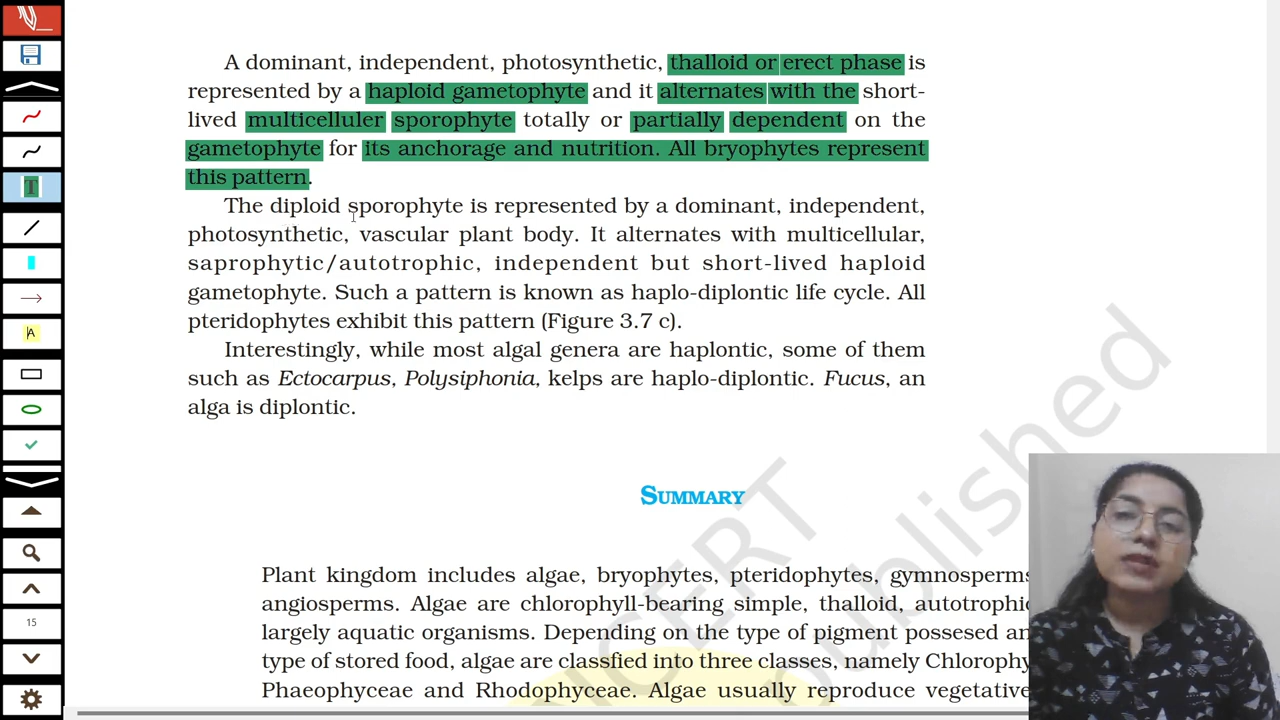 A dominant, independent, photosynthetic, thalloid or erect phase is
represented by a haploid gametophyte and it alternates with the short-
lived multicelluler sporophyte totally or partially dependent on the
gametophyte for its anchorage and nutrition. All bryophytes represent
this pattern.
The diploid sporophyte is represented by a dominant, independent,
photosynthetic, vascular plant body. It alternates with multicellular,
saprophytic/autotrophic, independent but short-lived haploid
gametophyte. Such a pattern is known as haplo-diplontic life cycle. All
pteridophytes exhibit this pattern (Figure 3.7 c).
Interestingly, while most algal genera are haplontic, some of them
such as Ectocarpus, Polysiphonia, kelps are haplo-diplontic. Fucus, an
alga is diplontic.
SUMMARY
Plant kingdom includes algae, bryophytes, pteridophytes, gymnosperms
angiosperms. Algae are chlorophyll-bearing simple, thalloid, autotrophic
largely aquatic organisms. Depending on the type of pigment possesed an
type of stored food, algae are classfied into three classes, namely Chlorophy
Phaeophyceae and Rhodophyceae. Algae usually reproduce vegetative
NCERT
published
T
A
15